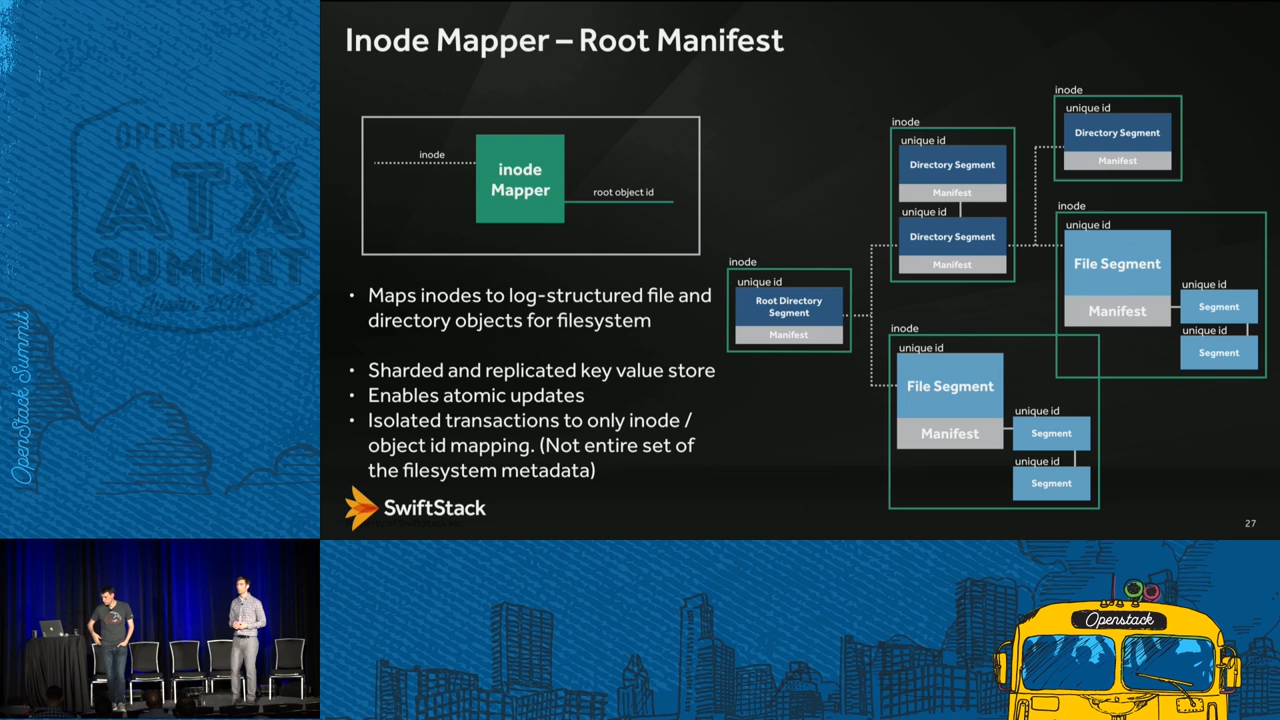 Inode Mapper – Root Manifest
inode
inode
Mapper
root object id
• Maps inodes to log-structured file and
directory objects for filesystem
• Sharded and replicated key value store
• Enables atomic updates
• Isolated transactions to only inode /
object id mapping. (Not entire set of
the filesystem metadata)
SwiftStack
inode
unique id
Root Directory
Segment
Manifest
inode
unique id
Directory Segment
Manifest
unique id
Directory Segment
Manifest
inode
unique id
Directory Segment
Manifest
inode
unique id
File Segment
Manifest
unique id
Segment
unique id
Segment
inode
unique id
File Segment
Manifest
unique id
Segment
unique id
Segment
27
OPENSTACK
ATX
SUMMIT
OpenStack Summit
Openstack